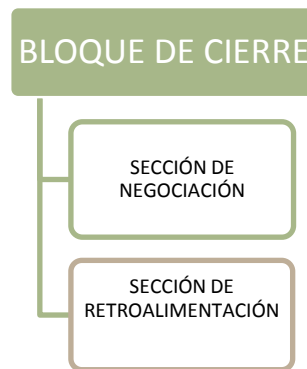 BLOQUE DE CIERRE
SECCIÓN DE
NEGOCIACIÓN
SECCIÓN DE
RETROALIMENTACIÓN